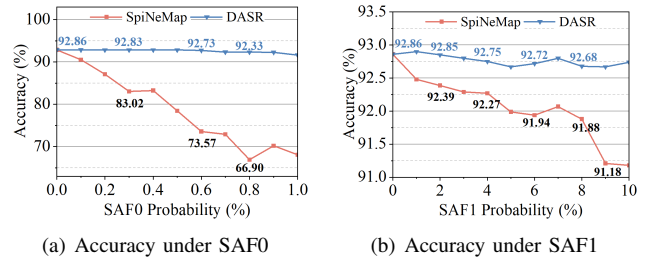 SpiNeMap DASR
100
90
80
70
Accuracy (%)
92.86 92.83 92.73 92.33
83.02
73.57
66.90
0.0 0.2 0.4 0.6 0.8 1.0
SAF0 Probability (%)
(a) Accuracy under SAF0
SpiNeMap DASR
93.5
93.0
92.5
92.0
91.5
91.0
Accuracy (%)
92.86 92.85 92.75 92.72 92.68
92.39
92.27
91.94
91.88
91.18
0 2 4 6 8 10
SAF1 Probability (%)
(b) Accuracy under SAF1